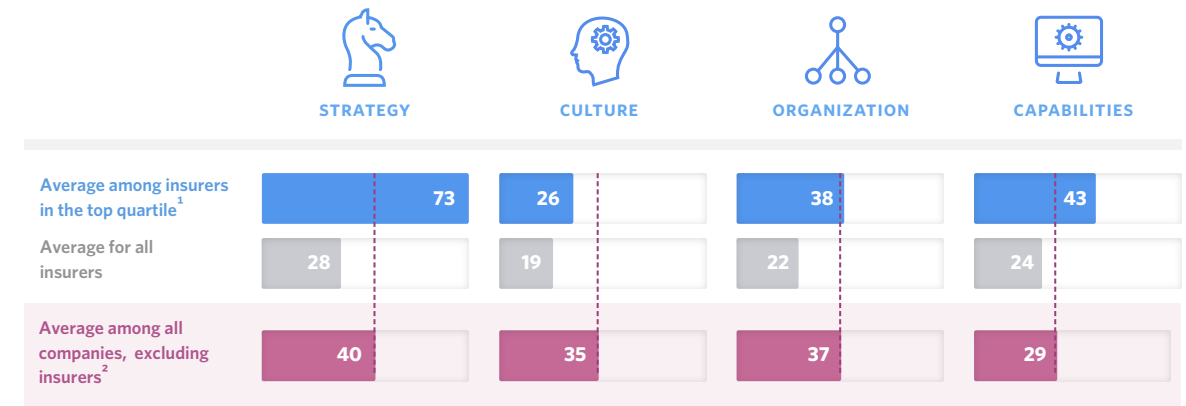 STRATEGY CULTURE ORGANIZATION CAPABILITIES
Average among insurers
in the top quartile1
73 26 38 43
Average for all
insurers
28 19 22 24
Average among all
companies, excluding
insurers2
40 35 37 29